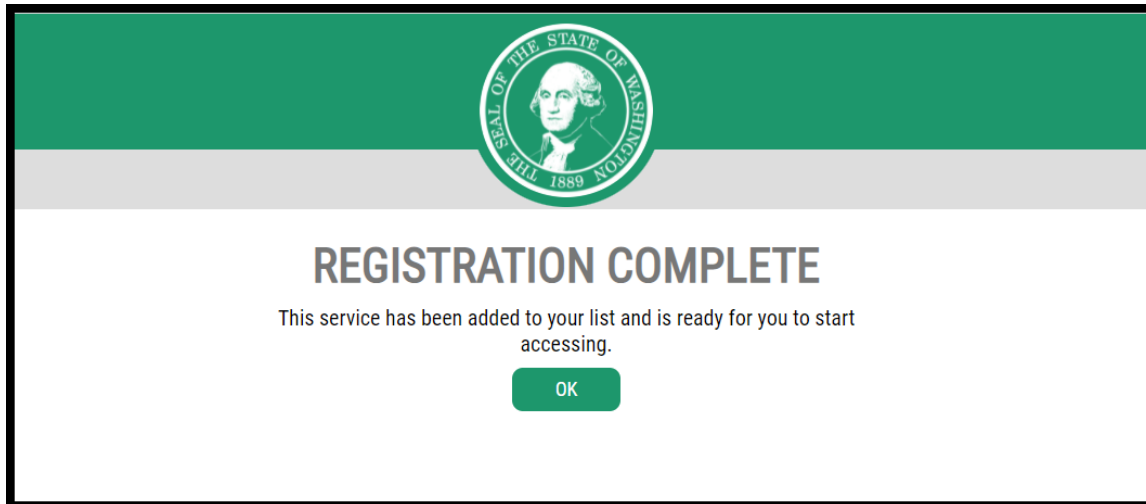 THE SEAL OF THE STATE OF WASHINGTON
1889
REGISTRATION COMPLETE
This service has been added to your list and is ready for you to start
accessing.
OK